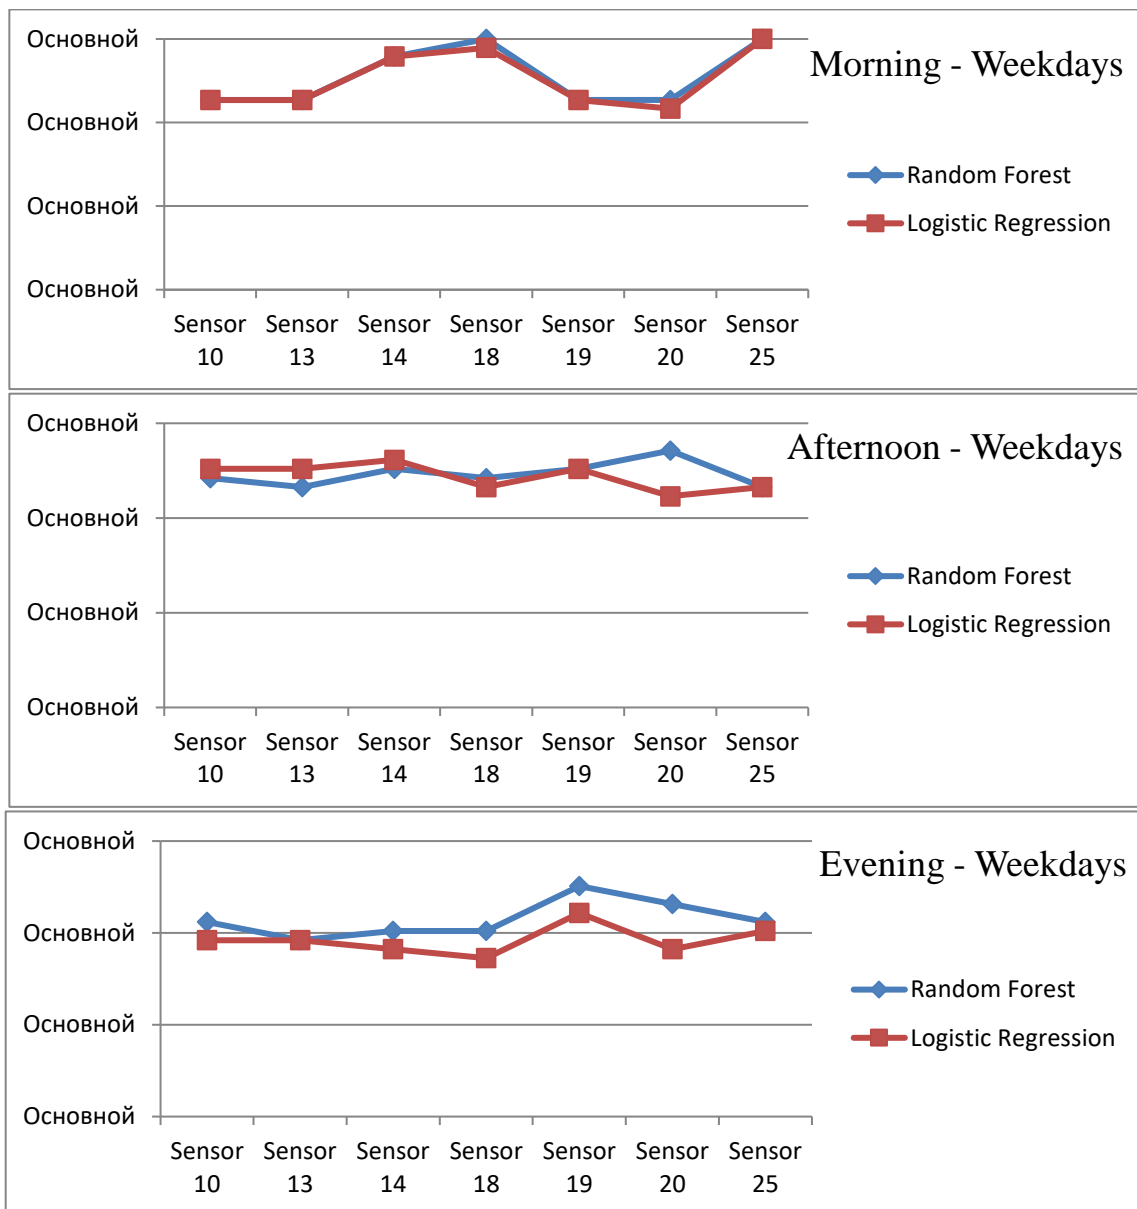 Основной
Morning - Weekdays
Основной
Random Forest
Основной
Logistic Regression
Основной
Sensor Sensor Sensor Sensor Sensor Sensor Sensor
10 13 14 18 19 20 25
Основной
Afternoon - Weekdays
Основной
Random Forest
Основной
Logistic Regression
Основной
Sensor Sensor Sensor Sensor Sensor Sensor Sensor
10 13 14 18 19 20 25
Основной
Evening - Weekdays
Основной
Random Forest
Основной
Logistic Regression
Основной
Sensor Sensor Sensor Sensor Sensor Sensor Sensor
10 13 14 18 19 20 25